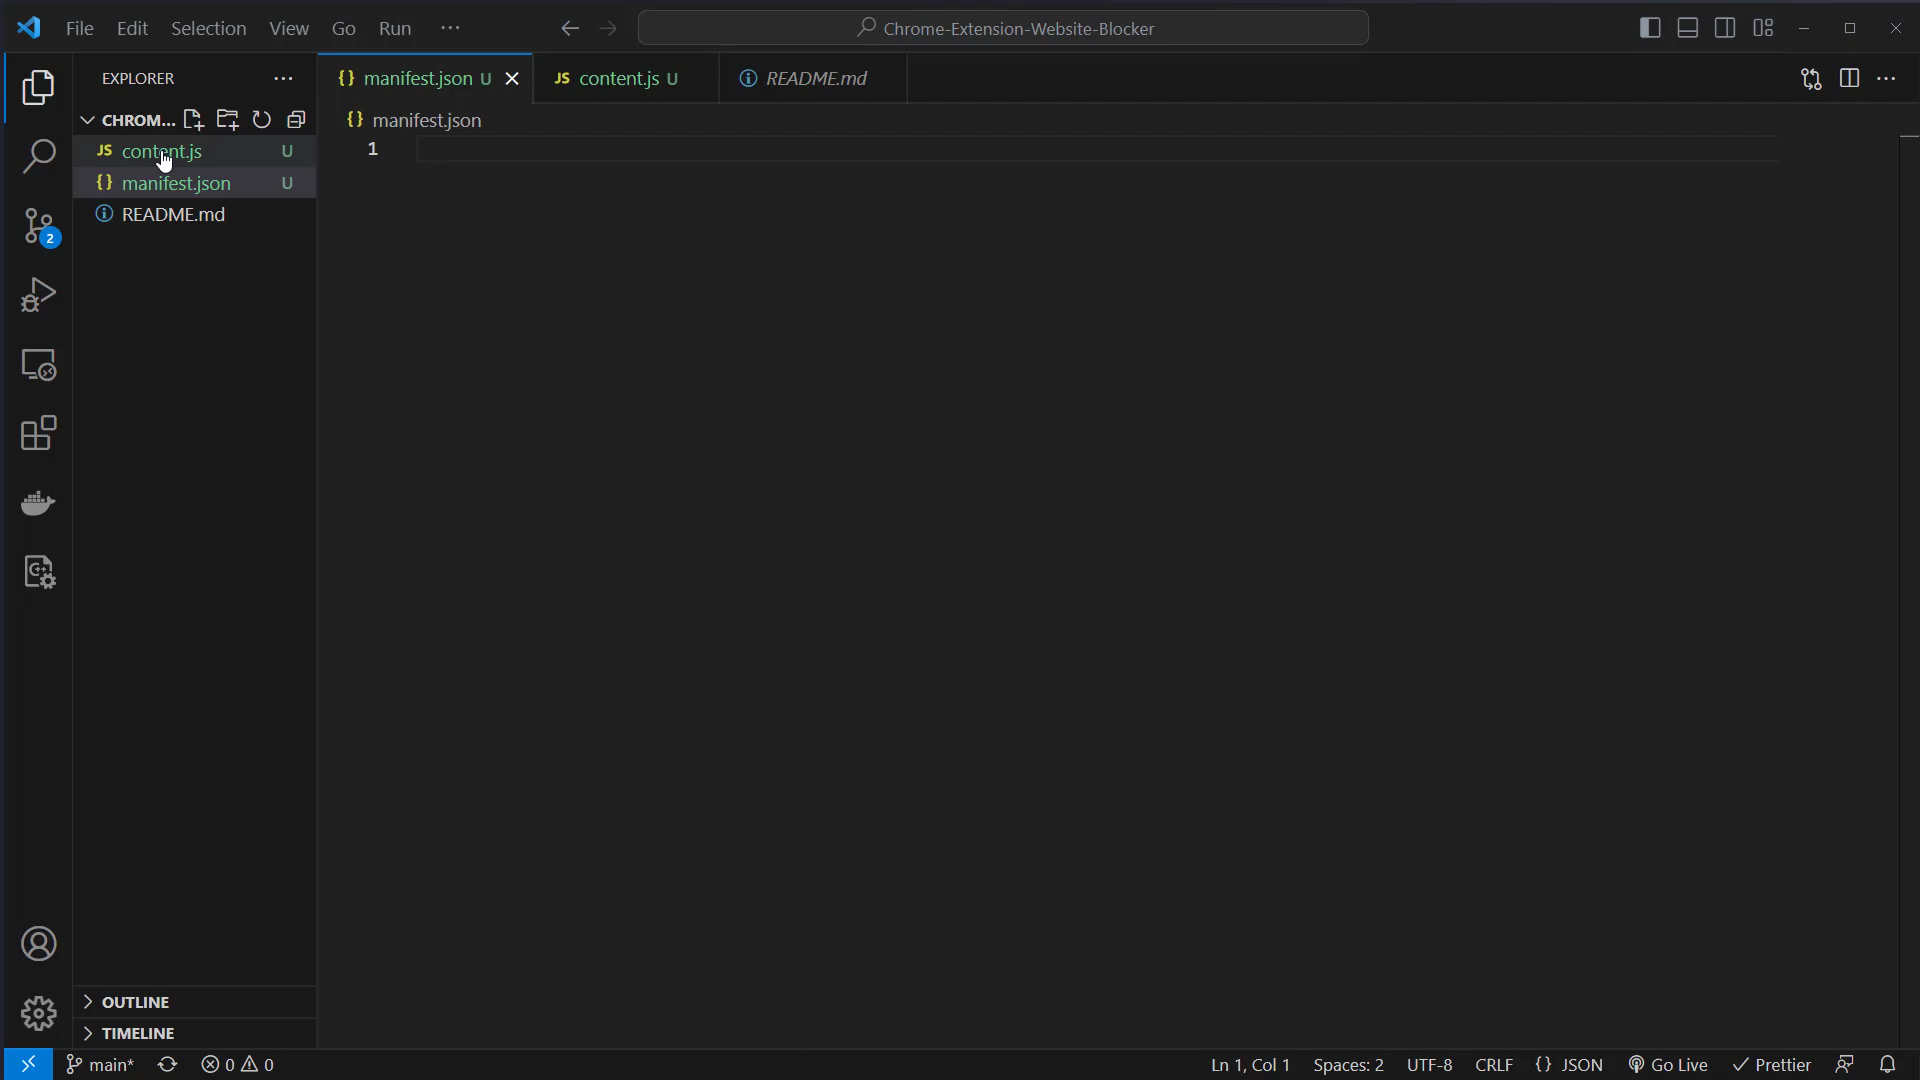 File Edit Selection View Go Run ···
Chrome-Extension-Website-Blocker
EXPLORER ···
{} manifest.json U
JS content.js U
README.md
CHROM...
{} manifest.json
JS content.js U
1
{} manifest.json U
README.md
2
OUTLINE
TIMELINE
main*
0 0
Ln 1, Col 1
Spaces: 2
UTF-8
CRLF
{} JSON
Go Live
Prettier